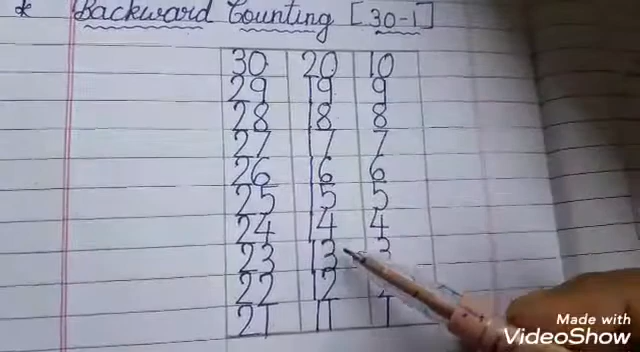 * Backward Counting [30-1]
30 20 10
29 19 9
28 18 8
27 17 7
26 16 6
25 15 5
24 14 4
23 13 3
22 12
21 11 1
Made with
VideoShow